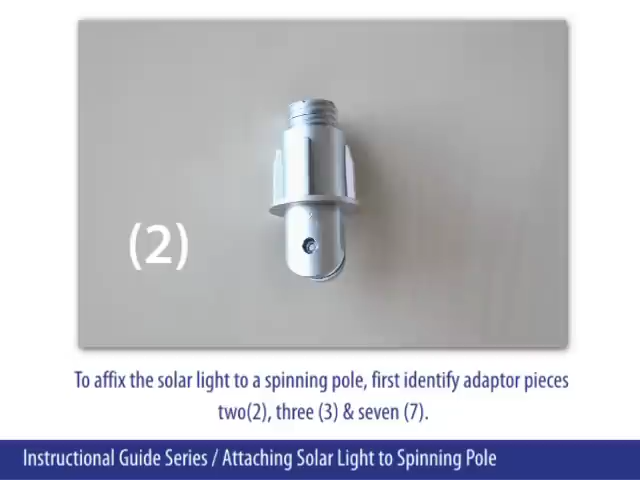 (2)
To affix the solar light to a spinning pole, first identify adaptor pieces
two(2), three (3) & seven (7).
Instructional Guide Series / Attaching Solar Light to Spinning Pole